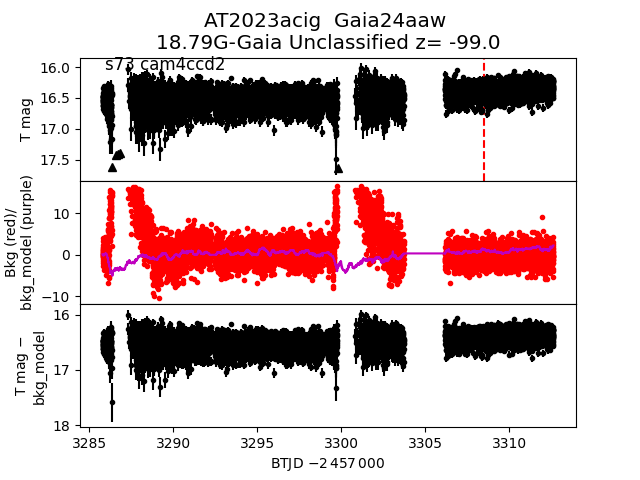 AT2023acig  Gaia24aaw
18.79G-Gaia Unclassified z= -99.0
s73 cam4ccd2
16.0
16.5
17.0
17.5
T mag
10
0
−10
Bkg (red)/
bkg_model (purple)
16
17
18
T mag −
bkg_model
3285
3290
3295
3300
3305
3310
BTJD −2 457 000